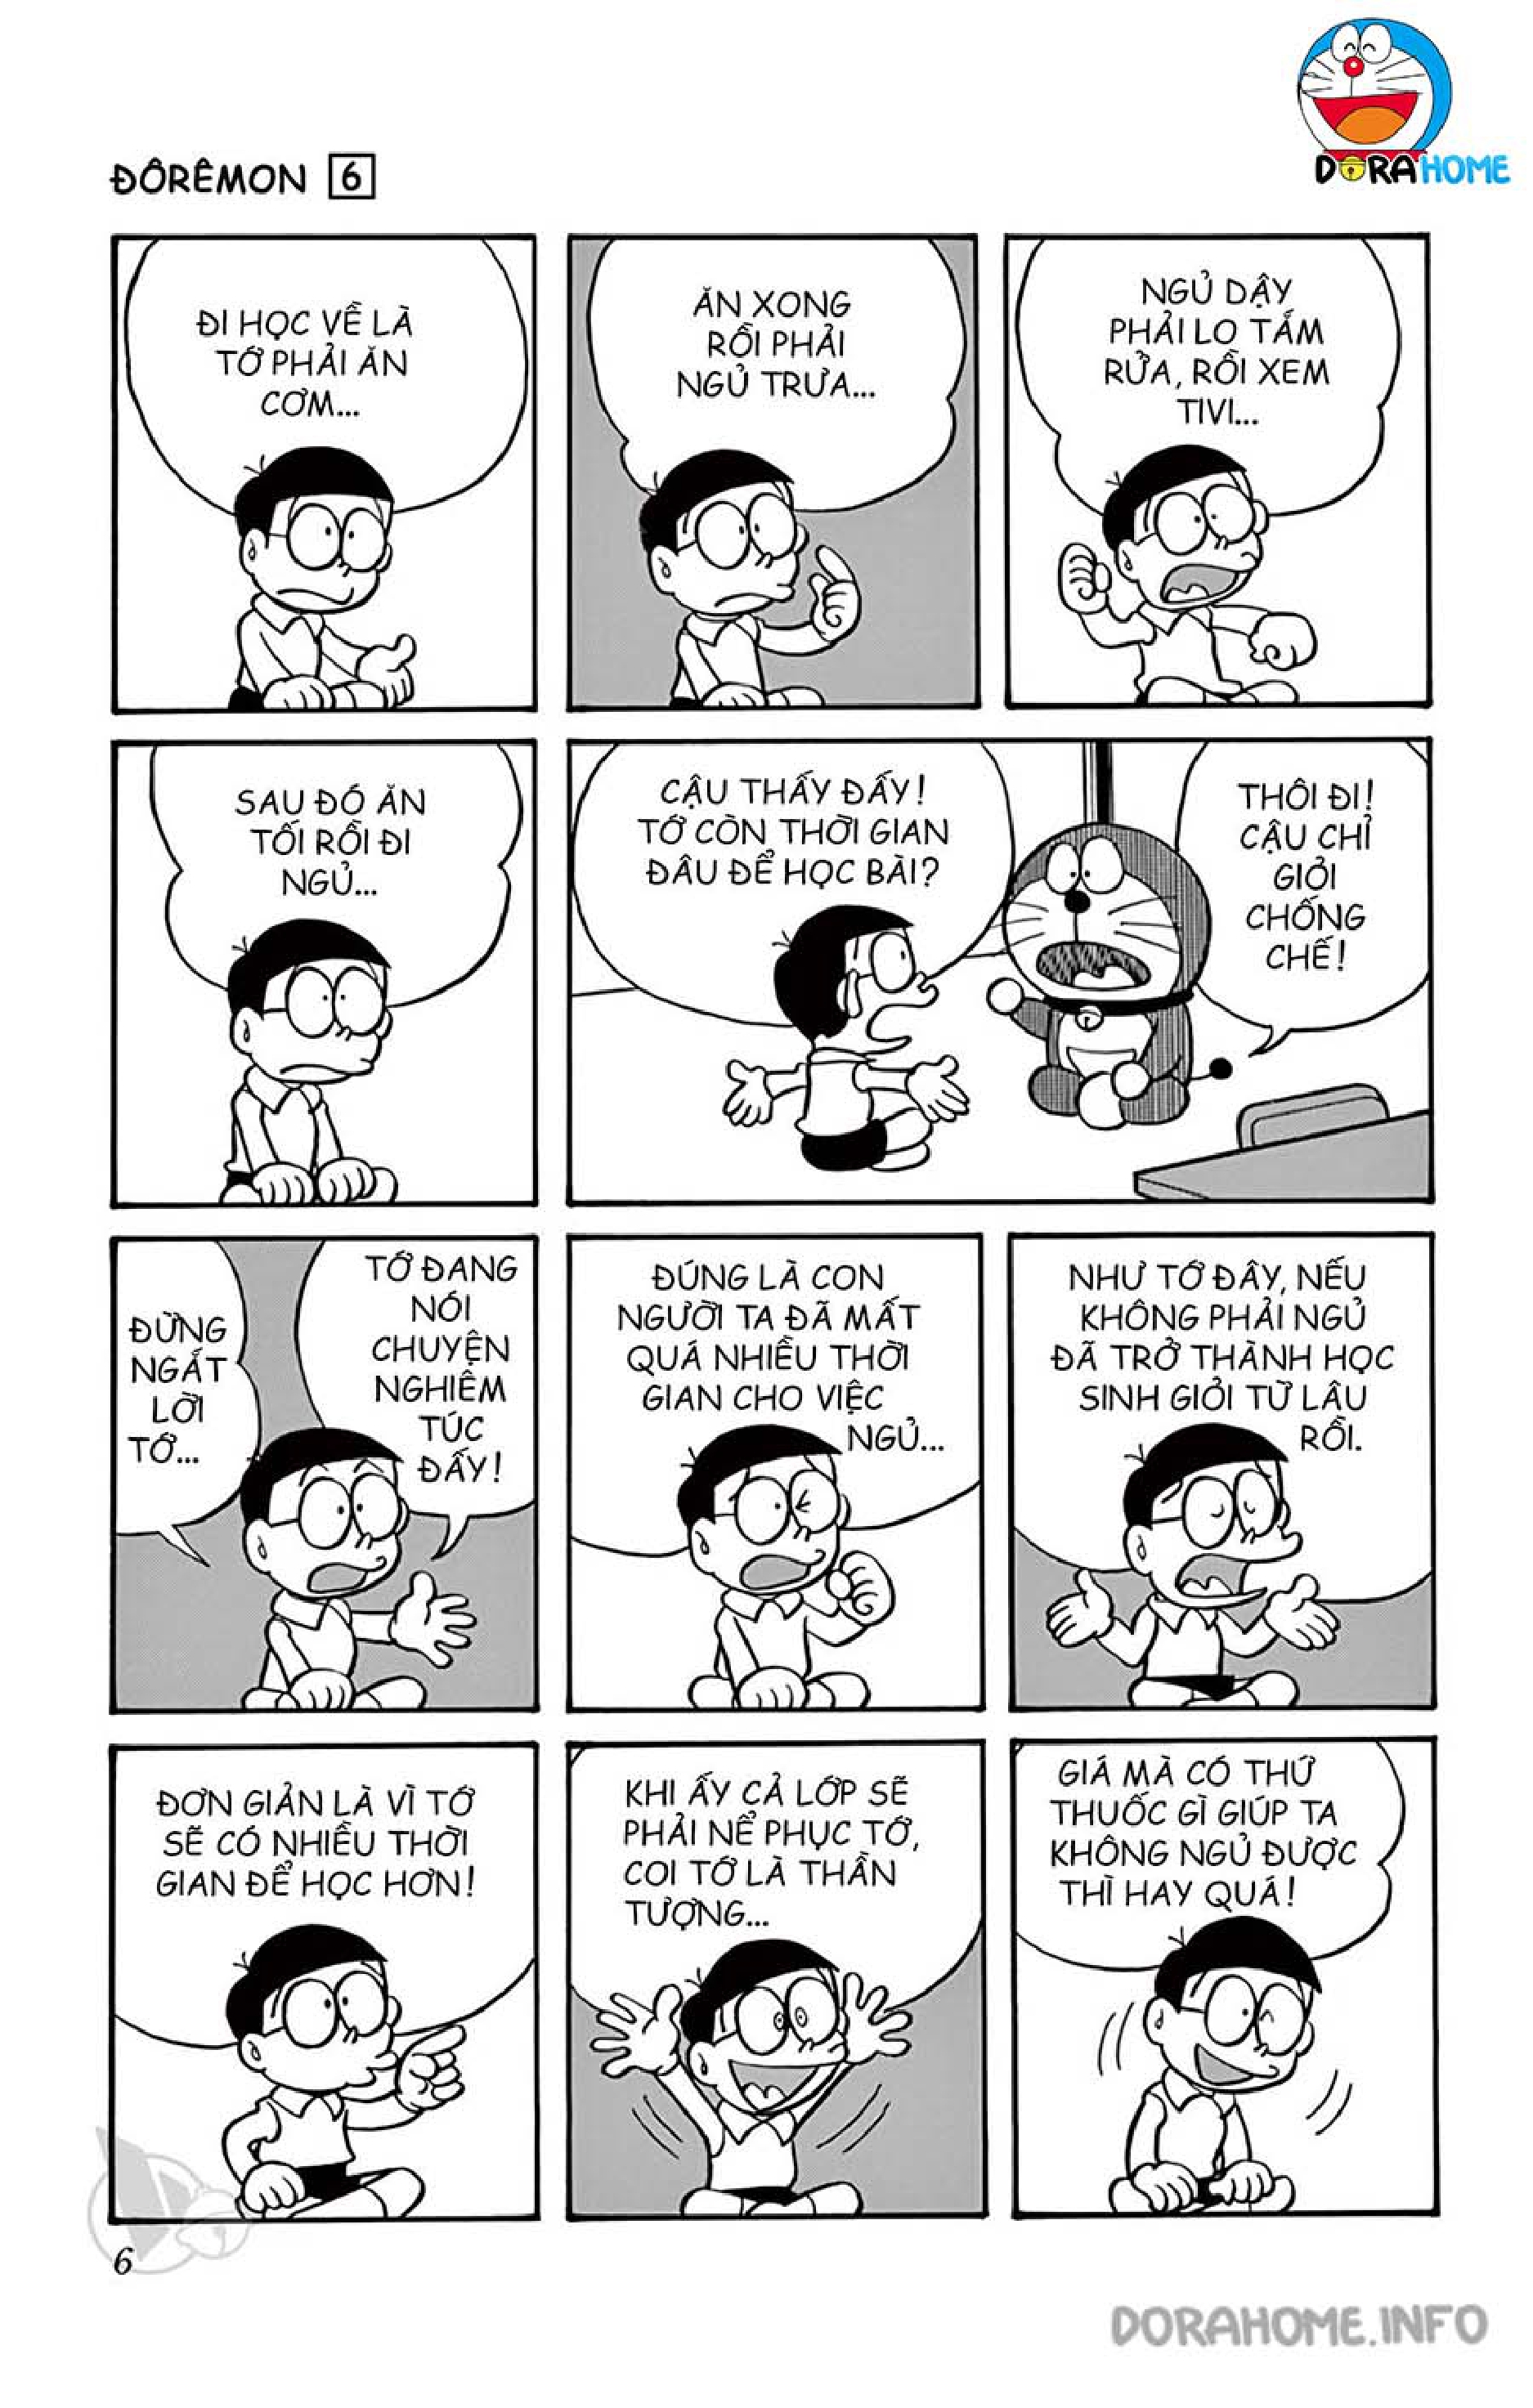 DORAHOME
ĐÔRÊMON 6
ĐI HỌC VỀ LÀ
TỚ PHẢI ĂN
CƠM...
ĂN XONG
RỒI PHẢI
NGỦ TRƯA...
NGỦ DẬY
PHẢI LO TẮM
RỬA, RỒI XEM
TIVI...
SAU ĐÓ ĂN
TỐI RỒI ĐI
NGỦ...
CẬU THẤY ĐẤY!
TỚ CÒN THỜI GIAN
ĐÂU ĐỂ HỌC BÀI?
THÔI ĐI!
CẬU CHỈ
GIỎI
CHỐNG
CHẾ!
ĐỪNG
NGẮT
LỜI
TỚ...
TỚ ĐANG
NÓI
CHUYỆN
NGHIÊM
TÚC
ĐẤY!
ĐÚNG LÀ CON
NGƯỜI TA ĐÃ MẤT
QUÁ NHIỀU THỜI
GIAN CHO VIỆC
NGỦ...
NHƯ TỚ ĐÂY, NẾU
KHÔNG PHẢI NGỦ
ĐÃ TRỞ THÀNH HỌC
SINH GIỎI TỪ LÂU
RỒI.
ĐƠN GIẢN LÀ VÌ TỚ
SẼ CÓ NHIỀU THỜI
GIAN ĐỂ HỌC HƠN!
KHI ẤY CẢ LỚP SẼ
PHẢI NỂ PHỤC TỚ,
COI TỚ LÀ THẦN
TƯỢNG...
GIÁ MÀ CÓ THỨ
THUỐC GÌ GIÚP TA
KHÔNG NGỦ ĐƯỢC
THÌ HAY QUÁ!
6
DORAHOME.INFO